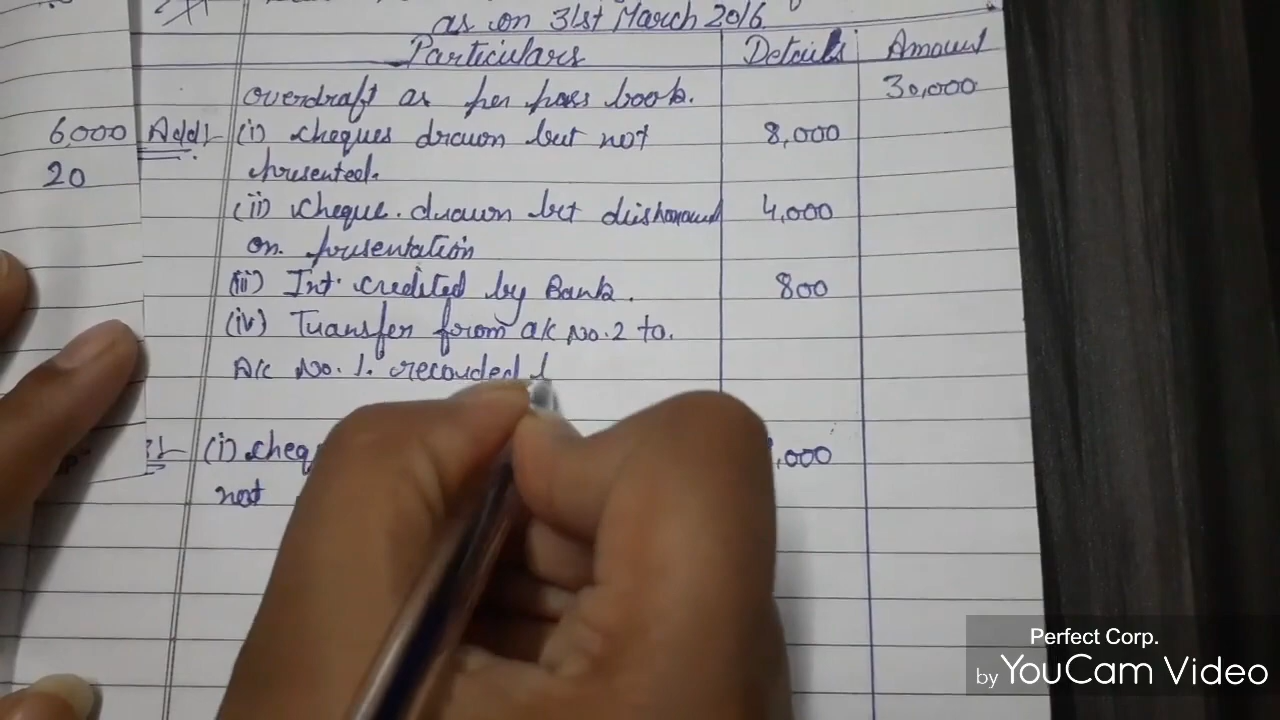 as on 31st March 2016
Particulars Details Amount
overdraft as per pass book. 30,000
6,000 Add:- (i) cheques drawn but not 8,000
20 presented.
(ii) cheque drawn but dishonoured 4,000
on presentation
(iii) Int. credited by Bank. 800
(iv) Transfer from a/c No. 2 to.
A/c No. 1. recorded
(i) cheq ,000
not
Perfect Corp.
by YouCam Video